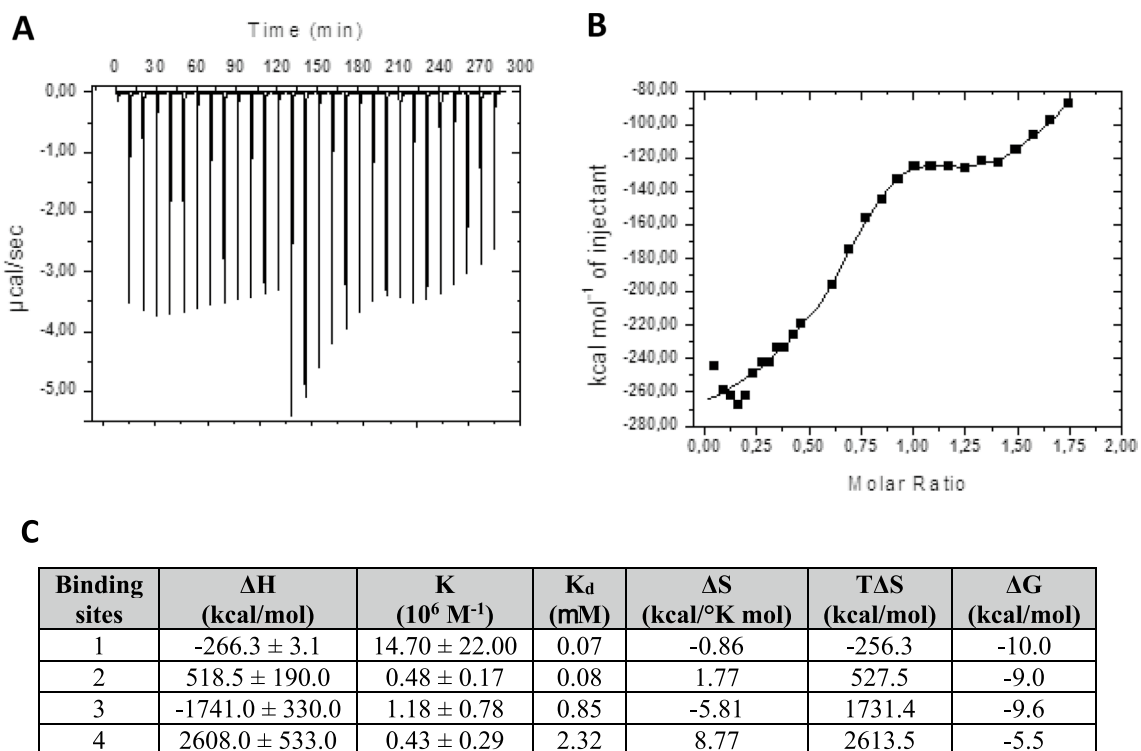 A
Time (min)
0 30 60 90 120 150 180 210 240 270 300
0,00
-1,00
-2,00
-3,00
-4,00
-5,00
µcal/sec
B
-80,00
-100,00
-120,00
-140,00
-160,00
-180,00
-200,00
-220,00
-240,00
-260,00
-280,00
kcal mol⁻¹ of injectant
0,00 0,25 0,50 0,75 1,00 1,25 1,50 1,75 2,00
Molar Ratio
C
Binding sites ΔH (kcal/mol) K (10⁶ M⁻¹) Kd (mM) ΔS (kcal/°K mol) TΔS (kcal/mol) ΔG (kcal/mol)
1 -266.3 ± 3.1 14.70 ± 22.00 0.07 -0.86 -256.3 -10.0
2 518.5 ± 190.0 0.48 ± 0.17 0.08 1.77 527.5 -9.0
3 -1741.0 ± 330.0 1.18 ± 0.78 0.85 -5.81 1731.4 -9.6
4 2608.0 ± 533.0 0.43 ± 0.29 2.32 8.77 2613.5 -5.5